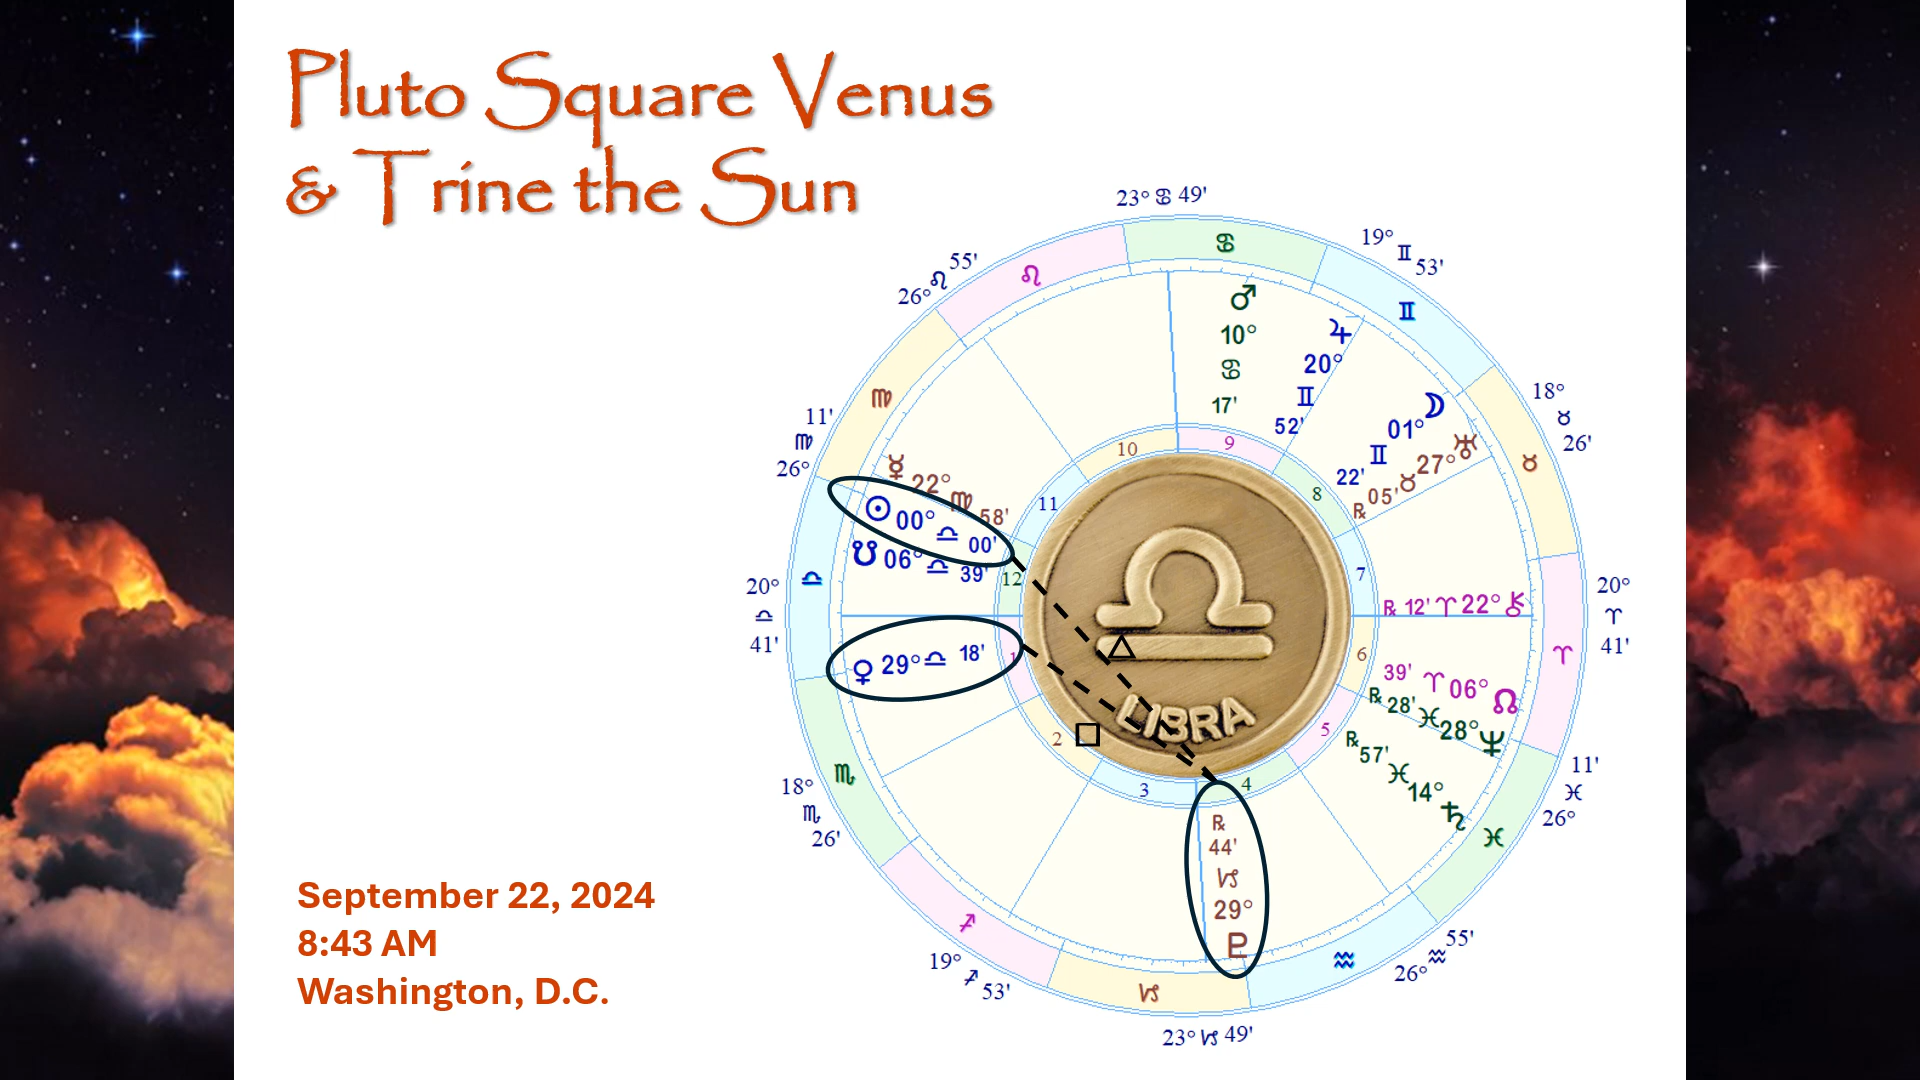 Pluto Square Venus
& Trine the Sun
23° ♋ 49'
19° ♊ 53'
26° ♌ 55'
18° ♉ 26'
11' ♍ 26°
20° ♎ 41'
20° ♈ 41'
18° ♏ 26'
11' ♓ 26°
19° ♐ 53'
26° ♒ 55'
23° ♑ 49'
♋
♊
♌
♉
♍
♎
♈
♏
♓
♐
♒
♑
♂ 10° ♋ 17'
♃ 20° ♊ 52'
☽ 01° ♊ 22'
♅ 27° ♉ 05' ℞
☿ 22° ♍ 58'
☉ 00° ♎ 00'
☋ 06° ♎ 39'
♀ 29° ♎ 18'
℞ 12' ♈ 22° ⚷
39' ♈ 06° ☊
℞ 28' ♓ 28° ♆
℞ 57' ♓ 14° ♄
℞ 44' ♑ 29° ♇
10
9
11
8
12
7
1
6
2
5
3
4
♎
LIBRA
September 22, 2024
8:43 AM
Washington, D.C.